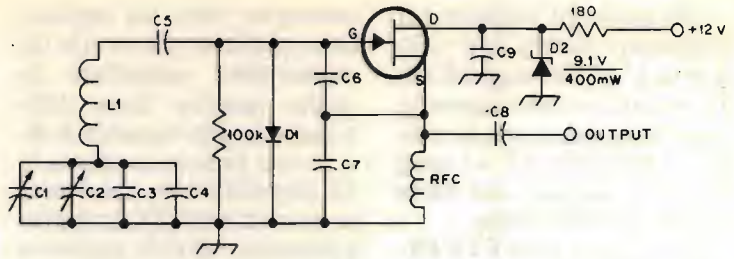 C5
G
D
S
180
+12 V
C9
D2
9.1 V
400mW
C6
L1
100k
D1
C7
C8
OUTPUT
RFC
C1
C2
C3
C4